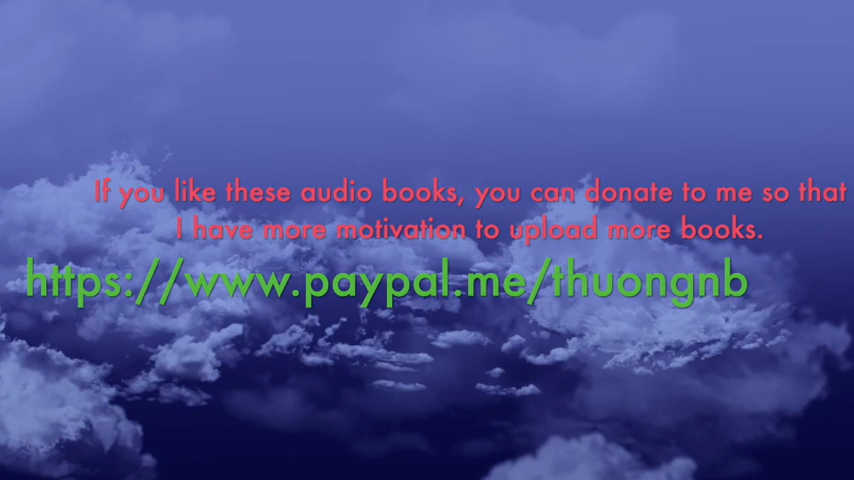 If you like these audio books, you can donate to me so that
I have more motivation to upload more books.
https://www.paypal.me/thuongnb